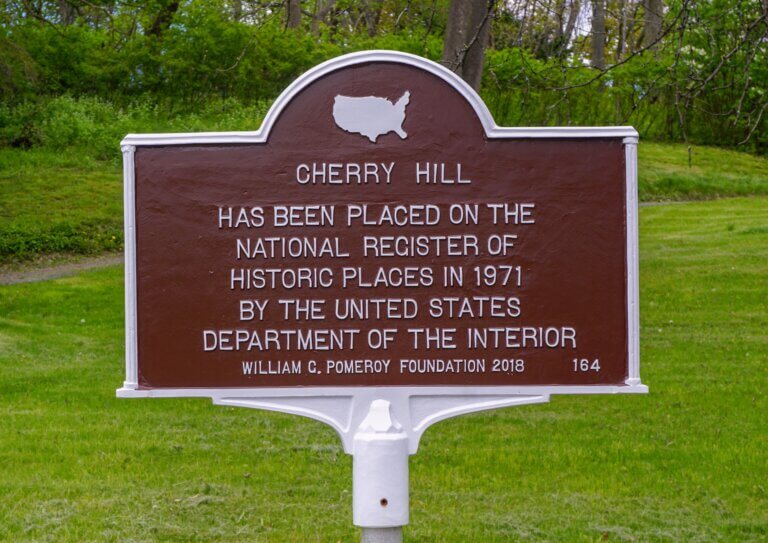 CHERRY HILL
HAS BEEN PLACED ON THE
NATIONAL REGISTER OF
HISTORIC PLACES IN 1971
BY THE UNITED STATES
DEPARTMENT OF THE INTERIOR
WILLIAM G. POMEROY FOUNDATION 2018 164